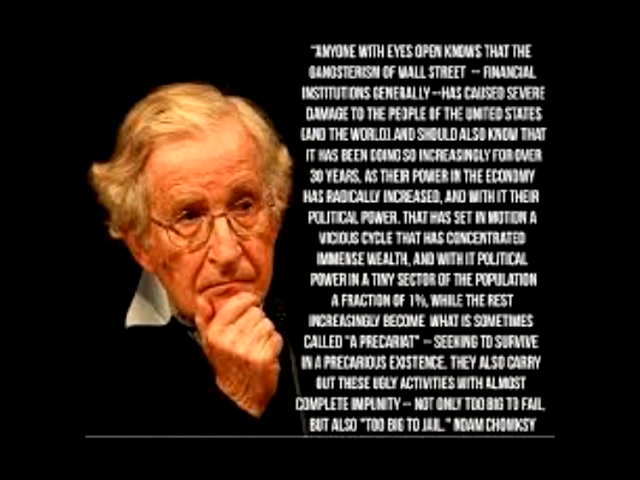 "ANYONE WITH EYES OPEN KNOWS THAT THE
GANGSTERISM OF WALL STREET -- FINANCIAL
INSTITUTIONS GENERALLY --HAS CAUSED SEVERE
DAMAGE TO THE PEOPLE OF THE UNITED STATES
(AND THE WORLD).AND SHOULD ALSO KNOW THAT
IT HAS BEEN DOING SO INCREASINGLY FOR OVER
30 YEARS, AS THEIR POWER IN THE ECONOMY
HAS RADICALLY INCREASED, AND WITH IT THEIR
POLITICAL POWER. THAT HAS SET IN MOTION A
VICIOUS CYCLE THAT HAS CONCENTRATED
IMMENSE WEALTH, AND WITH IT POLITICAL
POWER IN A TINY SECTOR OF THE POPULATION
A FRACTION OF 1%, WHILE THE REST
INCREASINGLY BECOME WHAT IS SOMETIMES
CALLED "A PRECARIAT" -- SEEKING TO SURVIVE
IN A PRECARIOUS EXISTENCE. THEY ALSO CARRY
OUT THESE UGLY ACTIVITIES WITH ALMOST
COMPLETE IMPUNITY -- NOT ONLY TOO BIG TO FAIL,
BUT ALSO "TOO BIG TO JAIL." NOAM CHOMKSY